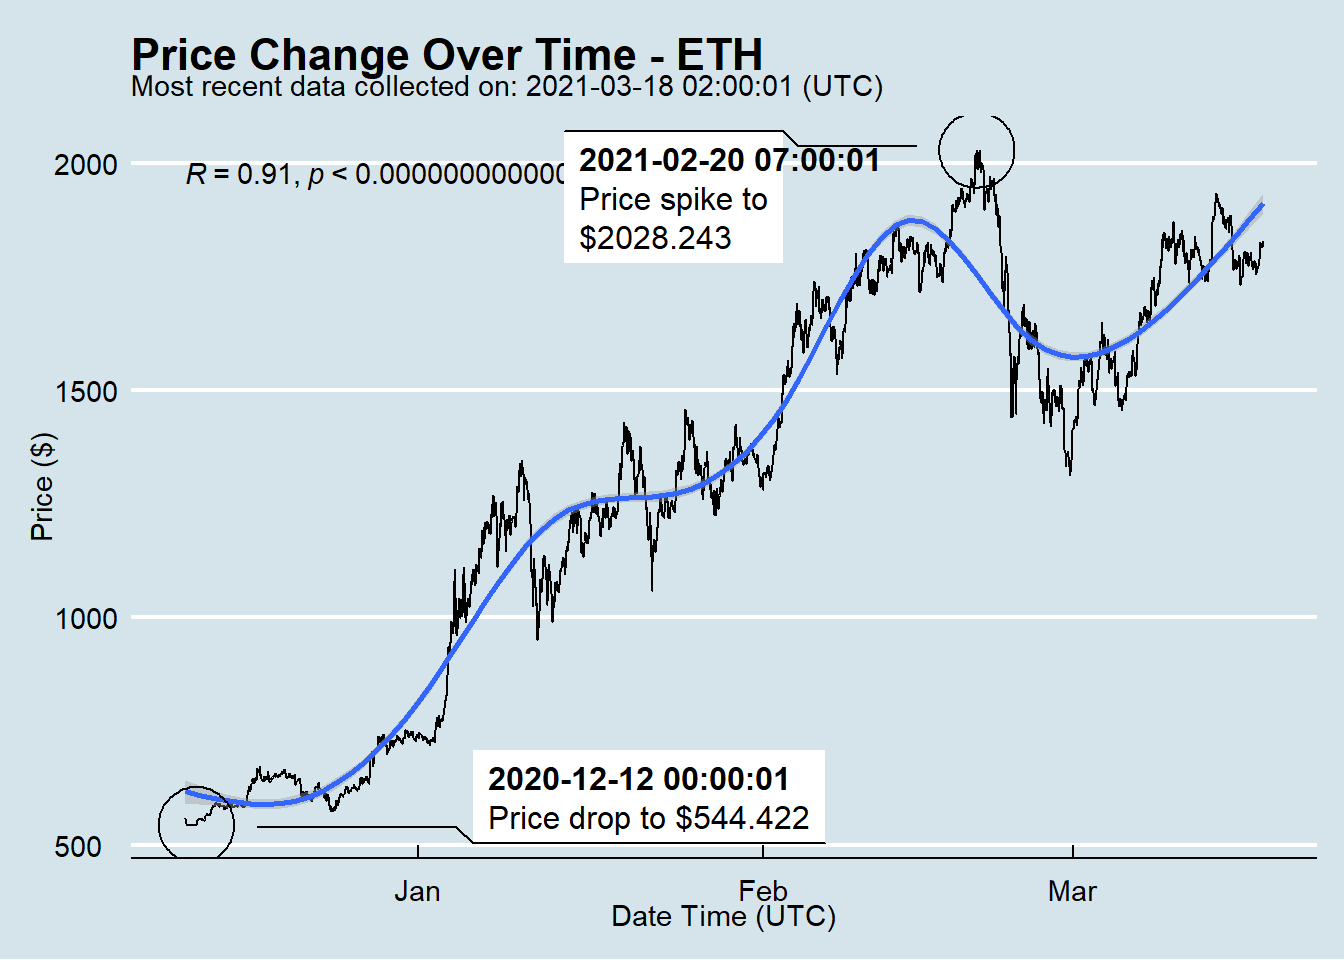 Price Change Over Time - ETH
Most recent data collected on: 2021-03-18 02:00:01 (UTC)
R = 0.91, p < 0.000000000000
2021-02-20 07:00:01
Price spike to
$2028.243
2000
1500
1000
500
Price ($)
2020-12-12 00:00:01
Price drop to $544.422
Jan
Feb
Mar
Date Time (UTC)